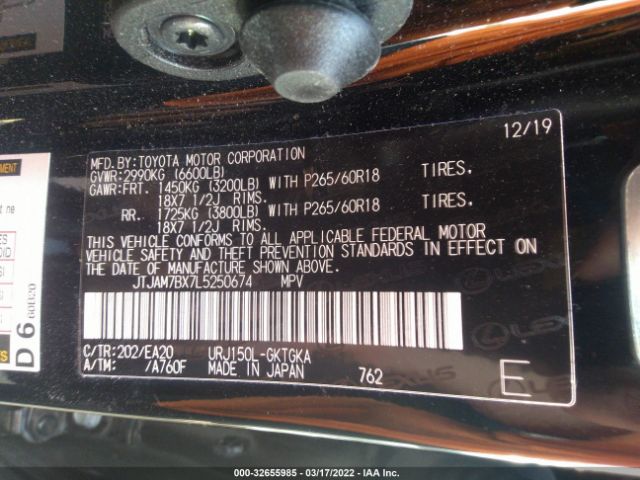 12/19
MFD.BY:TOYOTA MOTOR CORPORATION
GVWR:2990KG (6600LB)
GAWR:FRT. 1450KG (3200LB) WITH P265/60R18 TIRES.
18X7 1/2J RIMS.
RR. 1725KG (3800LB) WITH P265/60R18 TIRES.
18X7 1/2J RIMS.
THIS VEHICLE CONFORMS TO ALL APPLICABLE FEDERAL MOTOR
VEHICLE SAFETY AND THEFT PREVENTION STANDARDS IN EFFECT ON
THE DATE OF MANUFACTURE SHOWN ABOVE.
JTJAM7BX7L5250674 MPV
C/TR:202/EA20 URJ150L-GKTGKA
A/TM: /A760F MADE IN JAPAN 762
E
LEXUS
D6 60B20
000-32655985 - 03/17/2022 - IAA Inc.